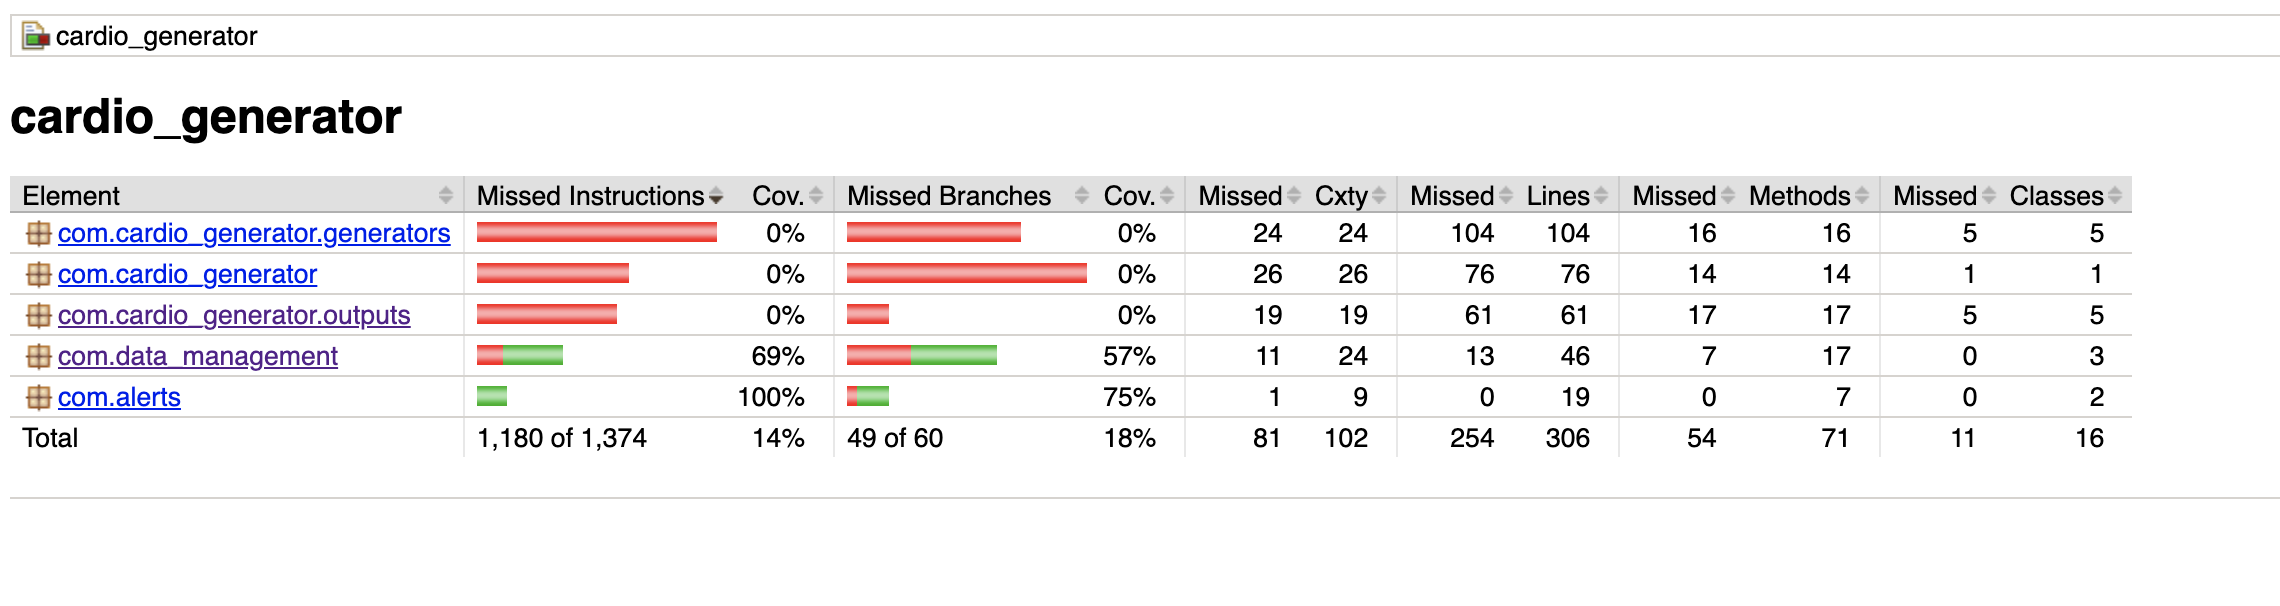 cardio_generator
cardio_generator
Element Missed Instructions Cov. Missed Branches Cov. Missed Cxty Missed Lines Missed Methods Missed Classes
com.cardio_generator.generators 0% 0% 24 24 104 104 16 16 5 5
com.cardio_generator 0% 0% 26 26 76 76 14 14 1 1
com.cardio_generator.outputs 0% 0% 19 19 61 61 17 17 5 5
com.data_management 69% 57% 11 24 13 46 7 17 0 3
com.alerts 100% 75% 1 9 0 19 0 7 0 2
Total 1,180 of 1,374 14% 49 of 60 18% 81 102 254 306 54 71 11 16